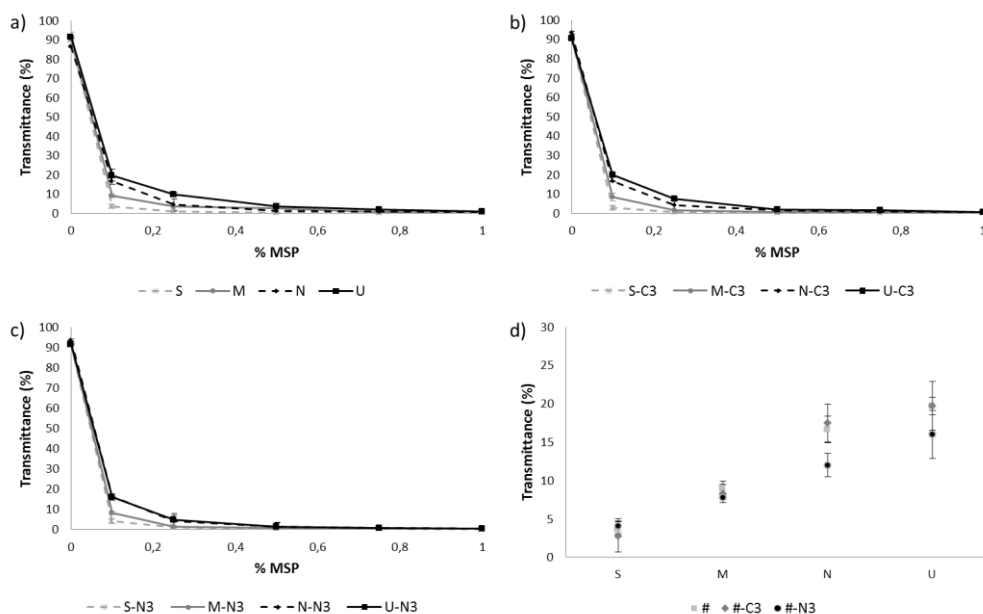 a)
Transmittance (%)
100
90
80
70
60
50
40
30
20
10
0
0 0,2 0,4 0,6 0,8 1
% MSP
S M N U
b)
Transmittance (%)
100
90
80
70
60
50
40
30
20
10
0
0 0,2 0,4 0,6 0,8 1
% MSP
S-C3 M-C3 N-C3 U-C3
c)
Transmittance (%)
100
90
80
70
60
50
40
30
20
10
0
0 0,2 0,4 0,6 0,8 1
% MSP
S-N3 M-N3 N-N3 U-N3
d)
Transmittance (%)
30
25
20
15
10
5
0
S M N U
# #-C3 #-N3